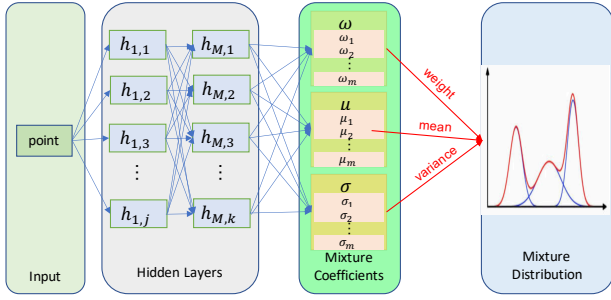 point
Input
h1,1
h1,2
h1,3
⋮
h1,j
hM,1
hM,2
hM,3
⋮
hM,k
Hidden Layers
ω
ω1
ω2
⋮
ωm
u
μ1
μ2
⋮
μm
σ
σ1
σ2
⋮
σm
Mixture
Coefficients
weight
mean
variance
Mixture
Distribution